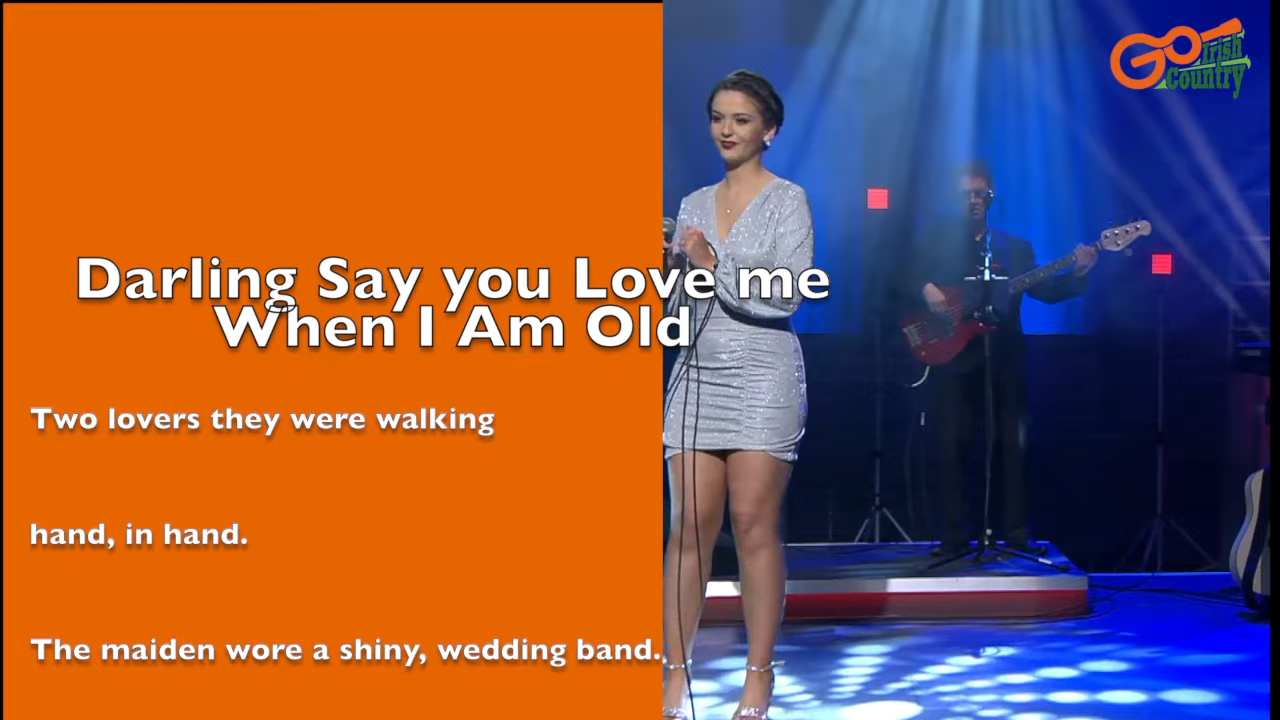 GO Irish
Country
Darling Say you Love me
When I Am Old
Two lovers they were walking
hand, in hand.
The maiden wore a shiny, wedding band.